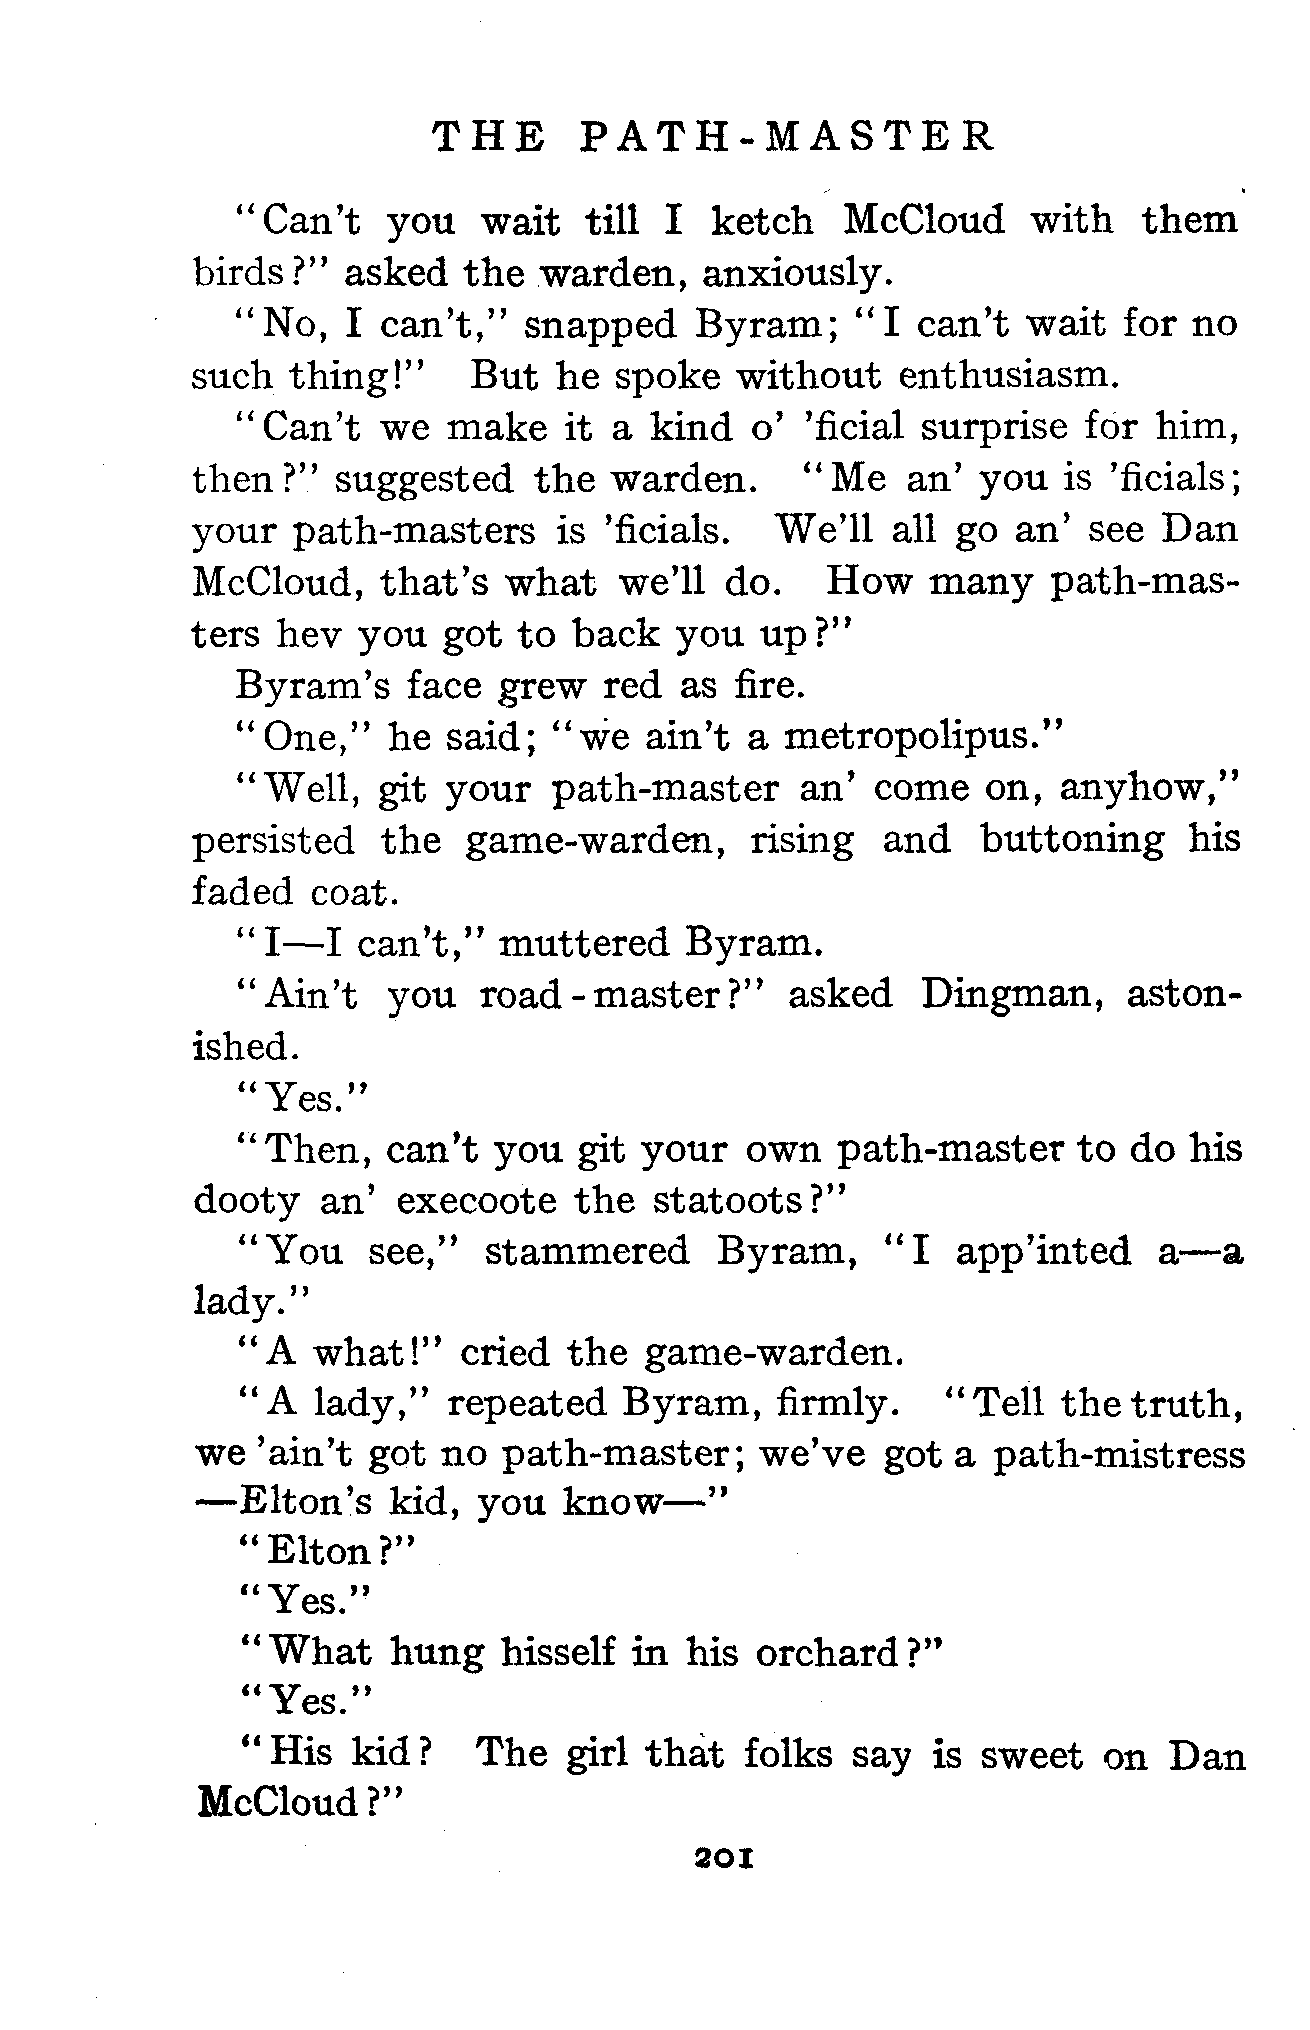 THE PATH-MASTER
"Can't you wait till I ketch McCloud with them
birds?" asked the warden, anxiously.
"No, I can't," snapped Byram; "I can't wait for no
such thing!" But he spoke without enthusiasm.
"Can't we make it a kind o' 'ficial surprise for him,
then?" suggested the warden. "Me an' you is 'ficials;
your path-masters is 'ficials. We'll all go an' see Dan
McCloud, that's what we'll do. How many path-mas-
ters hev you got to back you up?"
Byram's face grew red as fire.
"One," he said; "we ain't a metropolipus."
"Well, git your path-master an' come on, anyhow,"
persisted the game-warden, rising and buttoning his
faded coat.
"I—I can't," muttered Byram.
"Ain't you road-master?" asked Dingman, aston-
ished.
"Yes."
"Then, can't you git your own path-master to do his
dooty an' execoote the statoots?"
"You see," stammered Byram, "I app'inted a—a
lady."
"A what!" cried the game-warden.
"A lady," repeated Byram, firmly. "Tell the truth,
we 'ain't got no path-master; we've got a path-mistress
—Elton's kid, you know—"
"Elton?"
"Yes."
"What hung hisself in his orchard?"
"Yes."
"His kid? The girl that folks say is sweet on Dan
McCloud?"
201